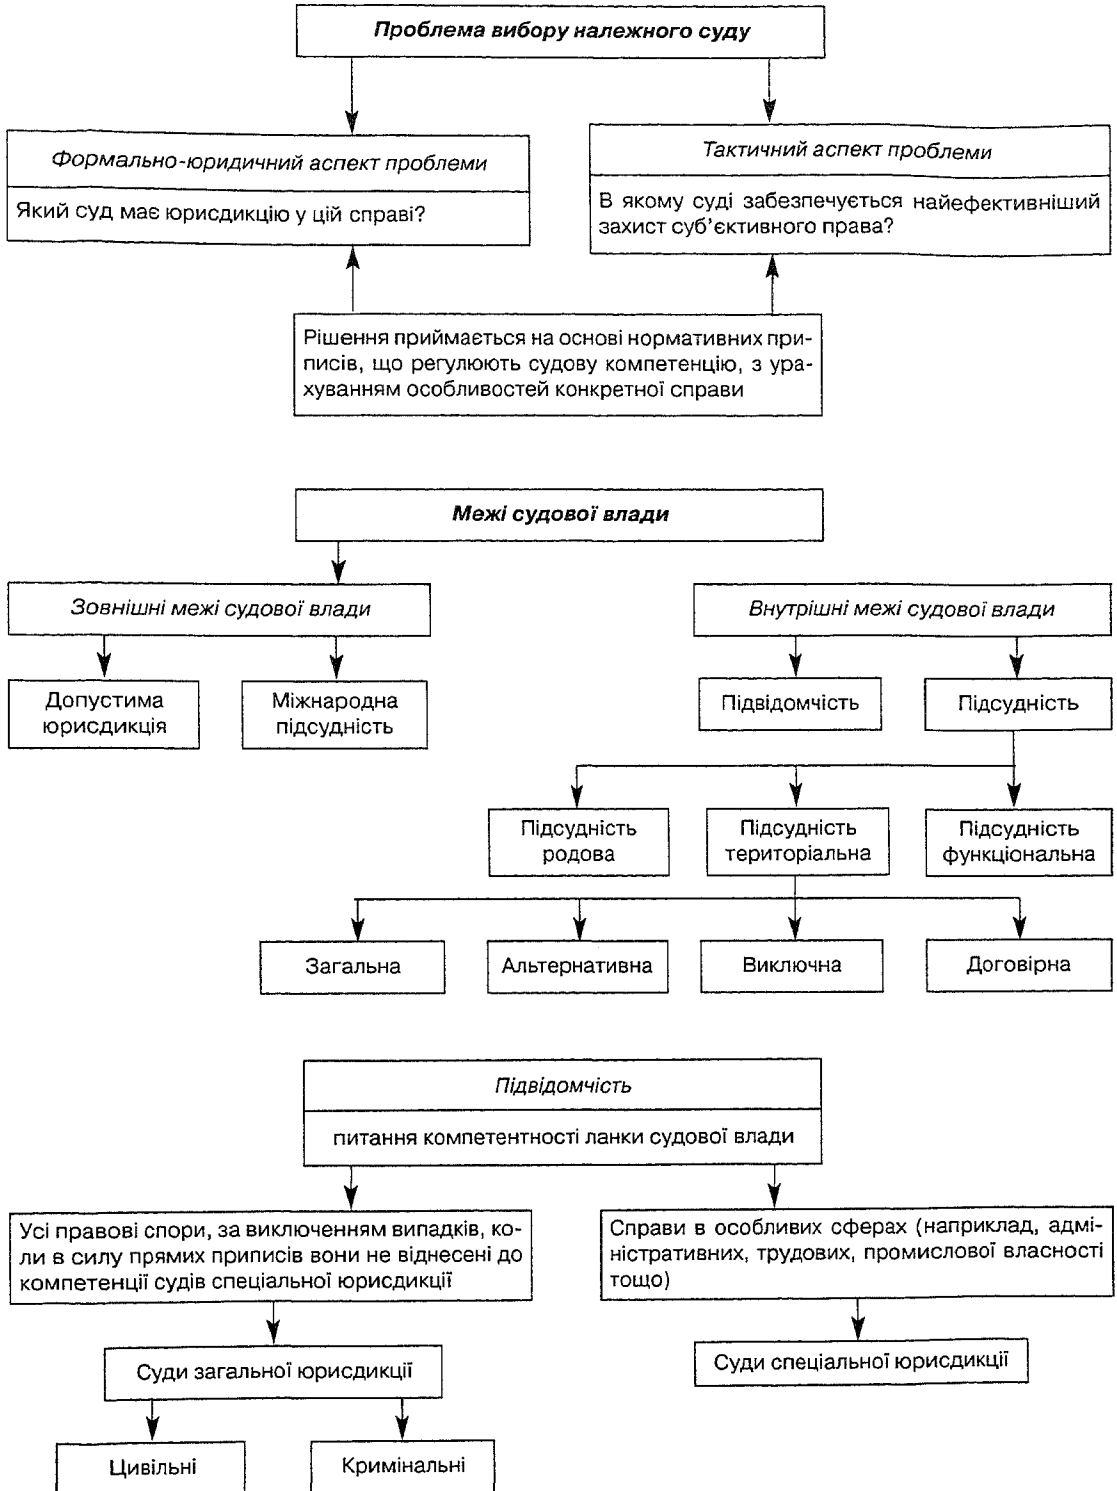 Проблема вибору належного суду
Формально-юридичний аспект проблеми
Який суд має юрисдикцію у цій справі?
Тактичний аспект проблеми
В якому суді забезпечується найефективніший
захист суб’єктивного права?
Рішення приймається на основі нормативних при-
писів, що регулюють судову компетенцію, з ура-
хуванням особливостей конкретної справи
Межі судової влади
Зовнішні межі судової влади
Внутрішні межі судової влади
Допустима
юрисдикція
Міжнародна
підсудність
Підвідомчість
Підсудність
Підсудність
родова
Підсудність
територіальна
Підсудність
функціональна
Загальна
Альтернативна
Виключна
Договірна
Підвідомчість
питання компетентності ланки судової влади
Усі правові спори, за виключенням випадків, ко-
ли в силу прямих приписів вони не віднесені до
компетенції судів спеціальної юрисдикції
Справи в особливих сферах (наприклад, адмі-
ністративних, трудових, промислової власності
тощо)
Суди загальної юрисдикції
Суди спеціальної юрисдикції
Цивільні
Кримінальні